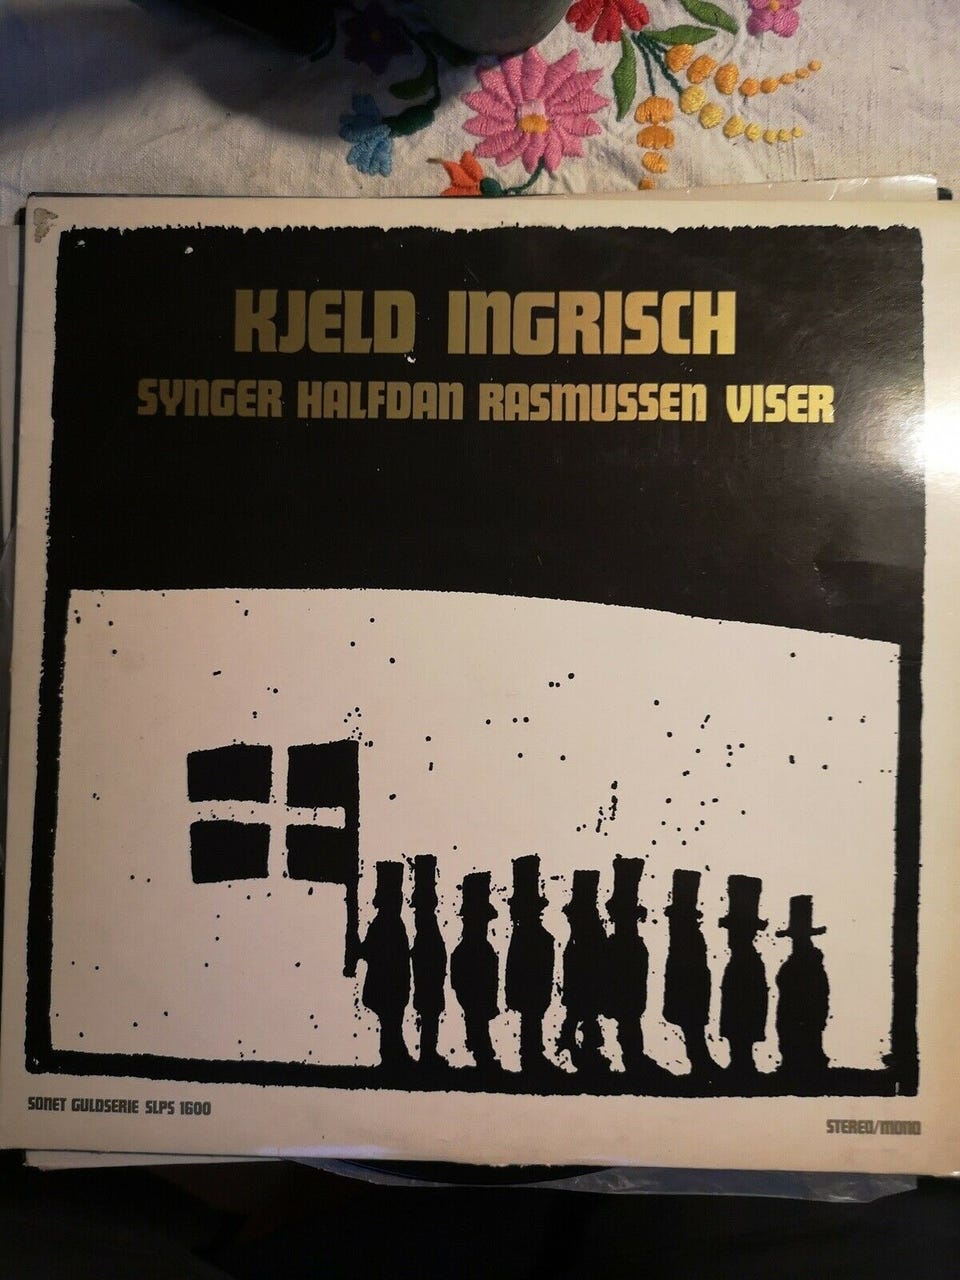 KJELD INGRISCH
SYNGER HALFDAN RASMUSSEN VISER
SONET GULDSERIE SLPS 1600
STEREO/MONO